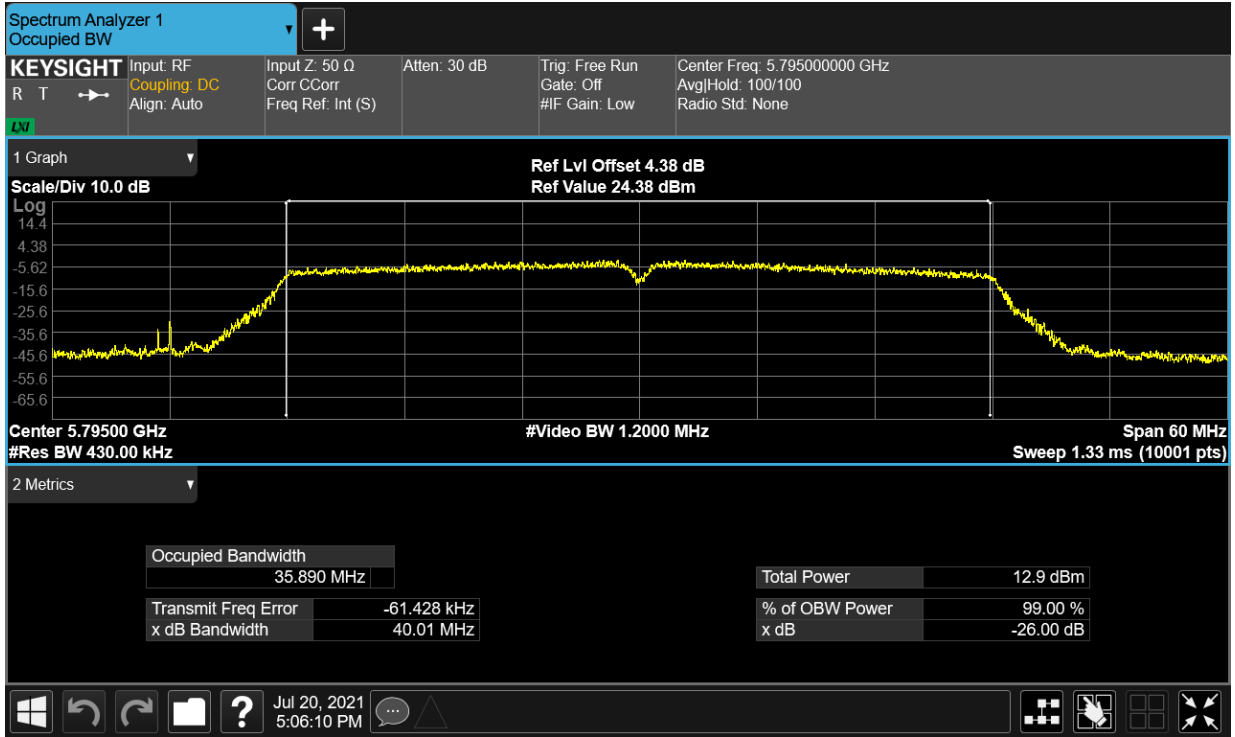 Spectrum Analyzer 1
Occupied BW
KEYSIGHT
R T
LXI
Input: RF
Coupling: DC
Align: Auto
Input Z: 50 Ω
Corr CCorr
Freq Ref: Int (S)
Atten: 30 dB
Trig: Free Run
Gate: Off
#IF Gain: Low
Center Freq: 5.795000000 GHz
Avg|Hold: 100/100
Radio Std: None
1 Graph
Scale/Div 10.0 dB
Ref Lvl Offset 4.38 dB
Ref Value 24.38 dBm
Log
14.4
4.38
-5.62
-15.6
-25.6
-35.6
-45.6
-55.6
-65.6
Center 5.79500 GHz
#Video BW 1.2000 MHz
Span 60 MHz
#Res BW 430.00 kHz
Sweep 1.33 ms (10001 pts)
2 Metrics
Occupied Bandwidth
35.890 MHz
Total Power 12.9 dBm
Transmit Freq Error -61.428 kHz
% of OBW Power 99.00 %
x dB Bandwidth 40.01 MHz
x dB -26.00 dB
?
Jul 20, 2021
5:06:10 PM